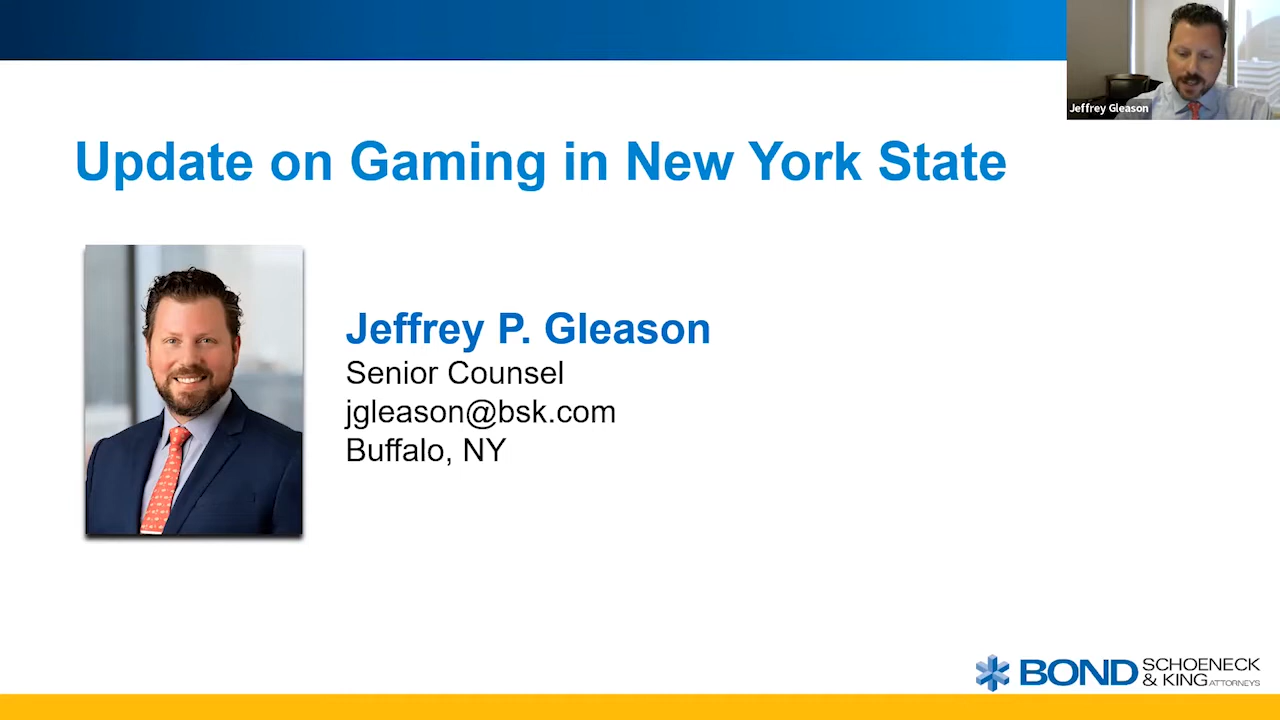 Jeffrey Gleason
Update on Gaming in New York State
Jeffrey P. Gleason
Senior Counsel
jgleason@bsk.com
Buffalo, NY
BOND SCHOENECK
& KING ATTORNEYS